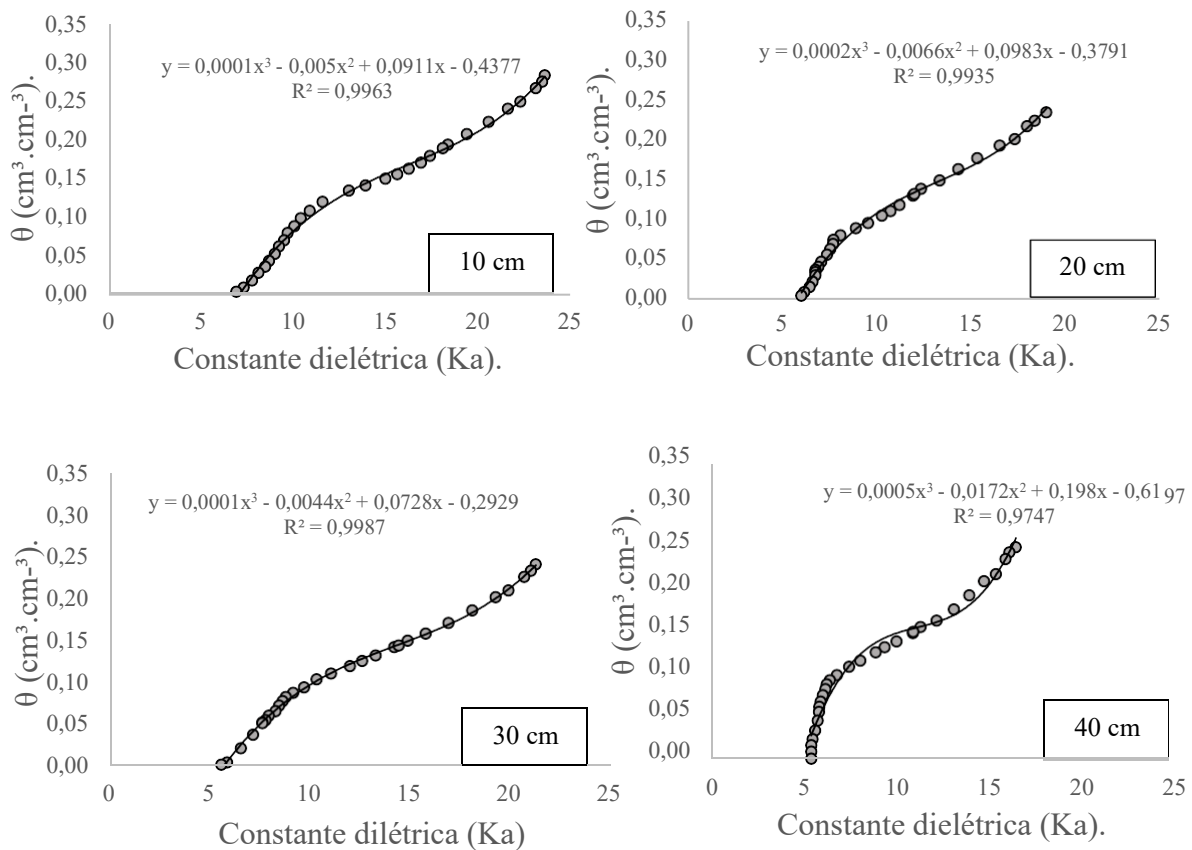 0,35
0,30
0,25
0,20
0,15
0,10
0,05
0,00
θ (cm³.cm-³).
y = 0,0001x³ - 0,005x² + 0,0911x - 0,4377
R² = 0,9963
10 cm
0 5 10 15 20 25
Constante dielétrica (Ka).
0,35
0,30
0,25
0,20
0,15
0,10
0,05
0,00
θ (cm³.cm-³).
y = 0,0002x³ - 0,0066x² + 0,0983x - 0,3791
R² = 0,9935
20 cm
0 5 10 15 20 25
Constante dielétrica (Ka).
0,35
0,30
0,25
0,20
0,15
0,10
0,05
0,00
θ (cm³.cm-³).
y = 0,0001x³ - 0,0044x² + 0,0728x - 0,2929
R² = 0,9987
30 cm
0 5 10 15 20 25
Constante dilétrica (Ka)
0,35
0,30
0,25
0,20
0,15
0,10
0,05
0,00
θ (cm³.cm-³).
y = 0,0005x³ - 0,0172x² + 0,198x - 0,6197
R² = 0,9747
40 cm
0 5 10 15 20 25
Constante dielétrica (Ka).